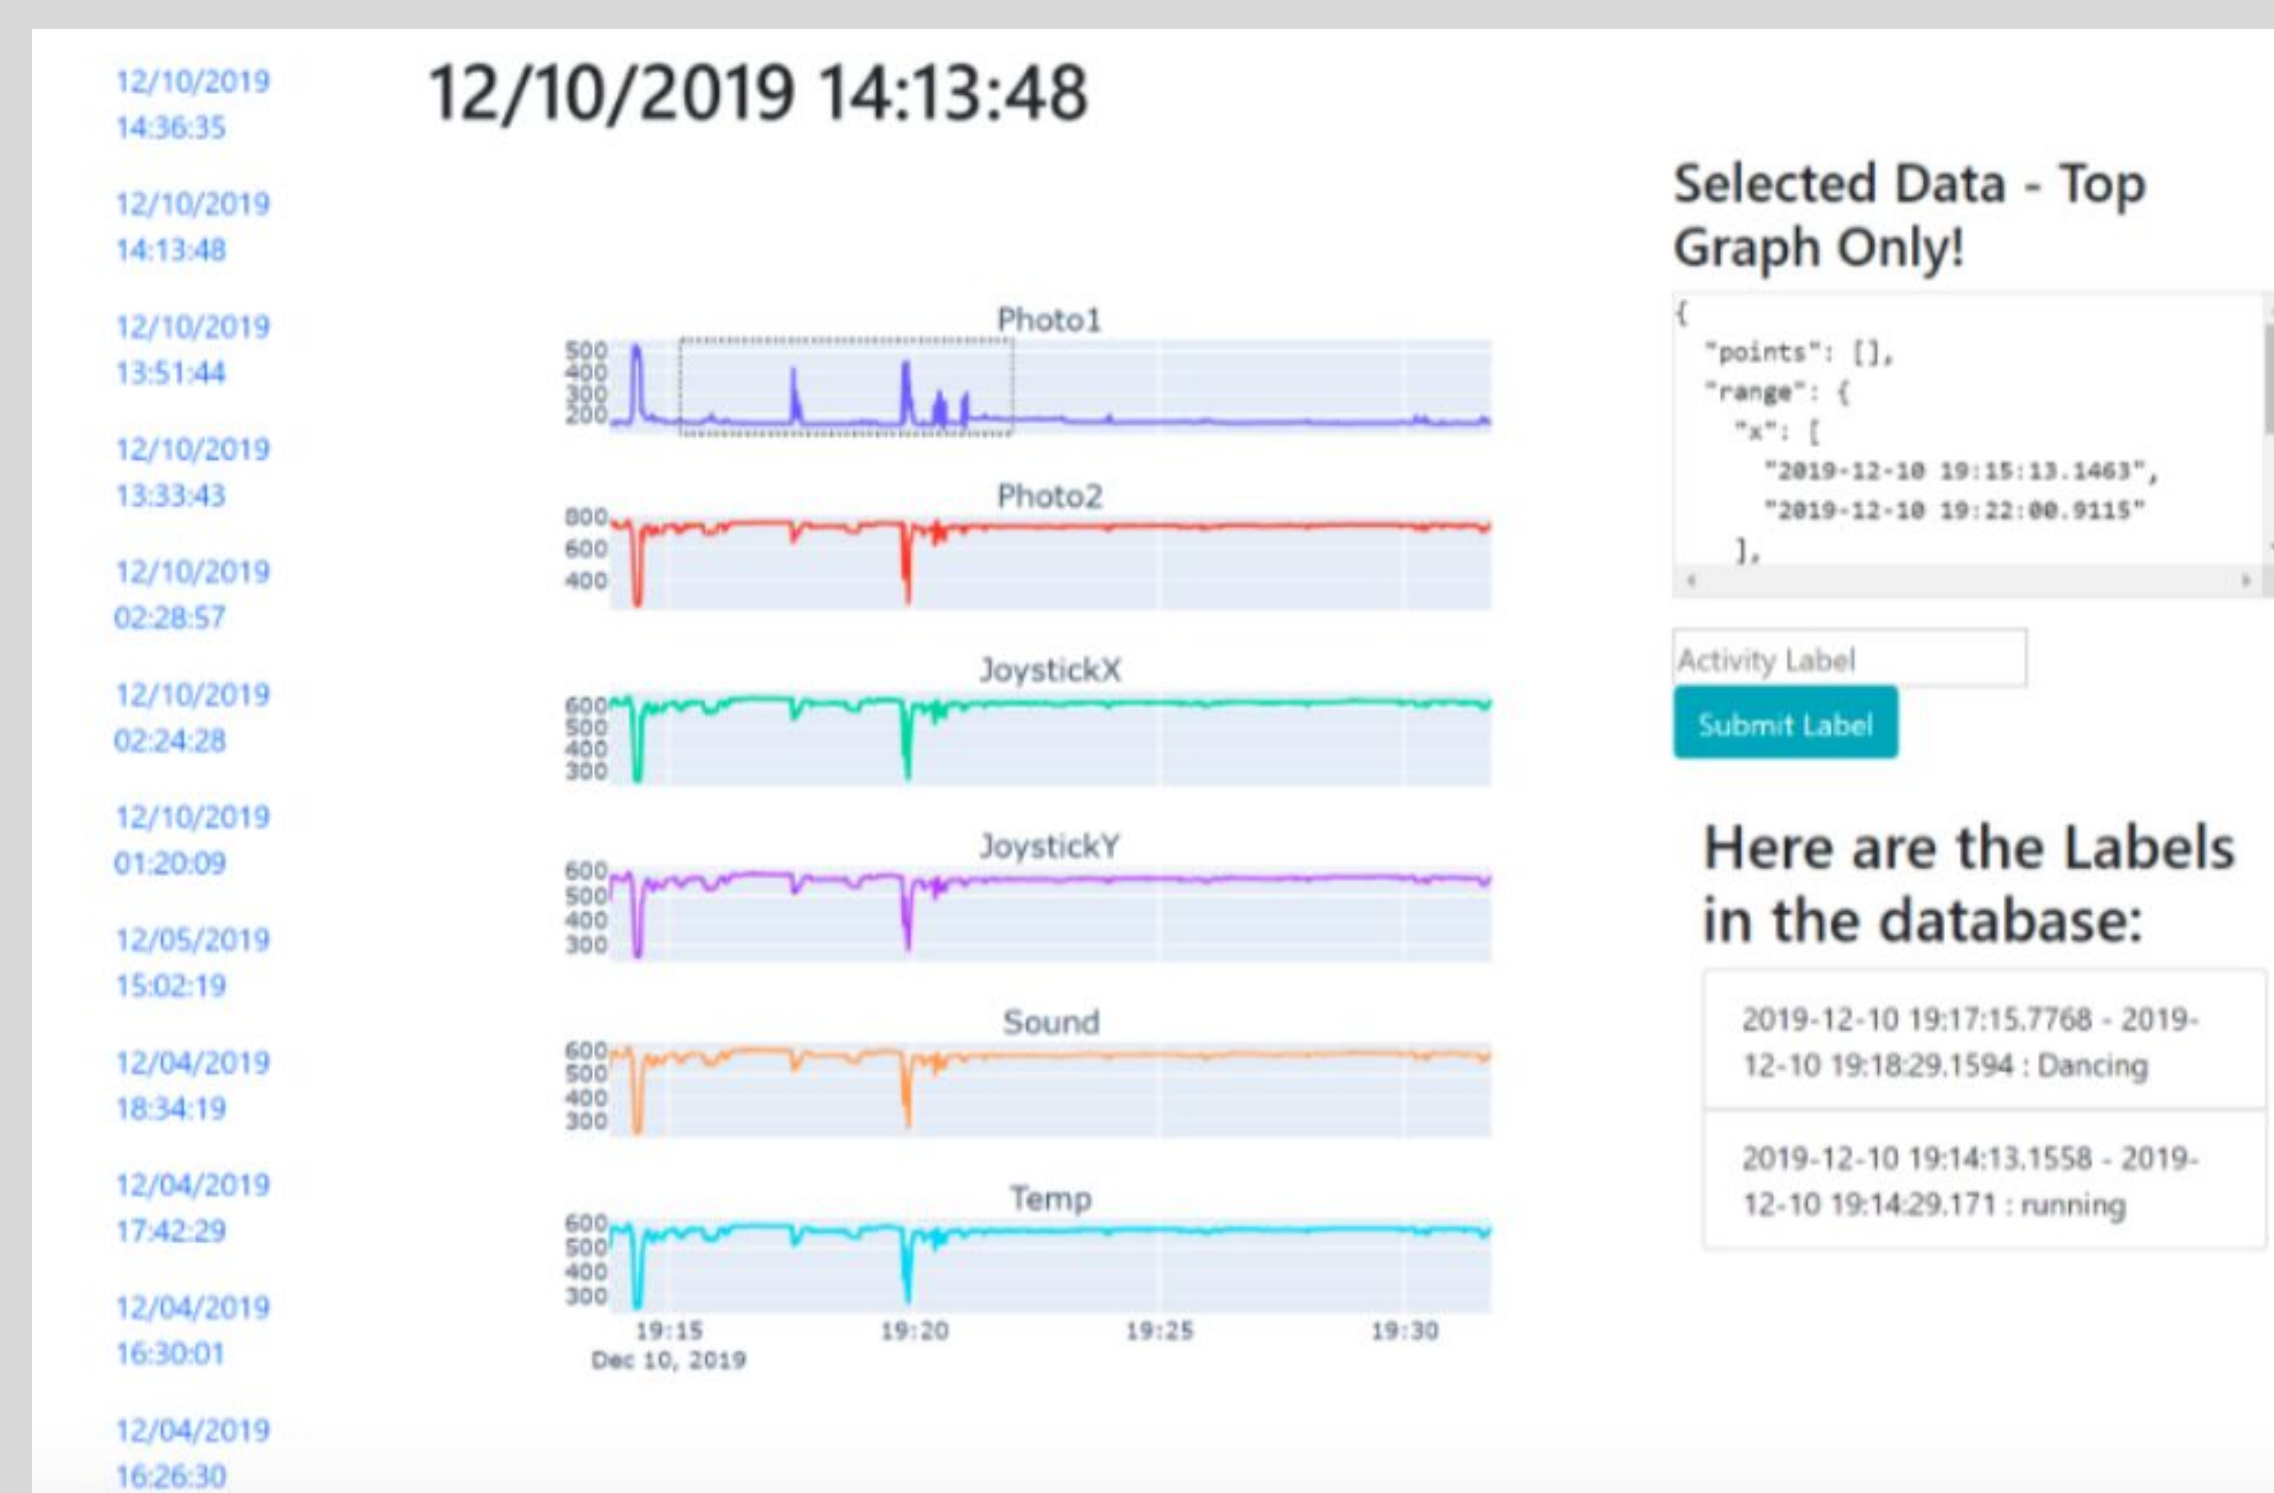 12/10/2019
14:36:35
12/10/2019
14:13:48
12/10/2019
13:51:44
12/10/2019
13:33:43
12/10/2019
02:28:57
12/10/2019
02:24:28
12/10/2019
01:20:09
12/05/2019
15:02:19
12/04/2019
18:34:19
12/04/2019
17:42:29
12/04/2019
16:30:01
12/04/2019
16:26:30
12/10/2019 14:13:48
Photo1
500
400
300
200
Photo2
800
600
400
JoystickX
600
500
400
300
JoystickY
600
500
400
300
Sound
600
500
400
300
Temp
600
500
400
300
19:15 19:20 19:25 19:30
Dec 10, 2019
Selected Data - Top
Graph Only!
{
"points": [],
"range": {
"x": [
"2019-12-10 19:15:13.1463",
"2019-12-10 19:22:00.9115"
],
Activity Label
Submit Label
Here are the Labels
in the database:
2019-12-10 19:17:15.7768 - 2019-
12-10 19:18:29.1594 : Dancing
2019-12-10 19:14:13.1558 - 2019-
12-10 19:14:29.171 : running